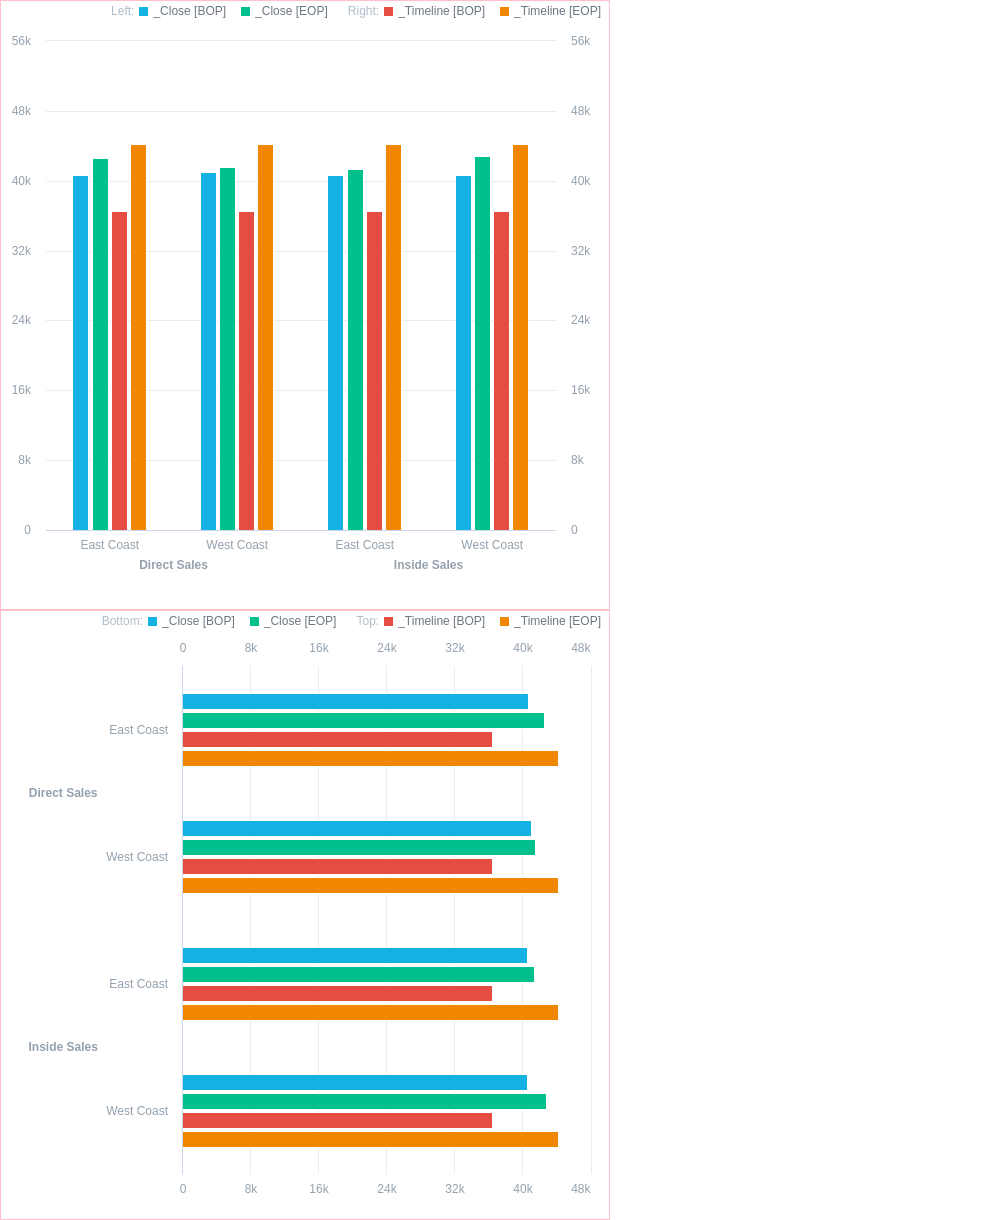 Left: _Close [BOP] _Close [EOP] Right: _Timeline [BOP] _Timeline [EOP]
56k 56k
48k 48k
40k 40k
32k 32k
24k 24k
16k 16k
8k 8k
0 0
East Coast West Coast East Coast West Coast
Direct Sales Inside Sales
Bottom: _Close [BOP] _Close [EOP] Top: _Timeline [BOP] _Timeline [EOP]
0 8k 16k 24k 32k 40k 48k
East Coast
Direct Sales
West Coast
East Coast
Inside Sales
West Coast
0 8k 16k 24k 32k 40k 48k